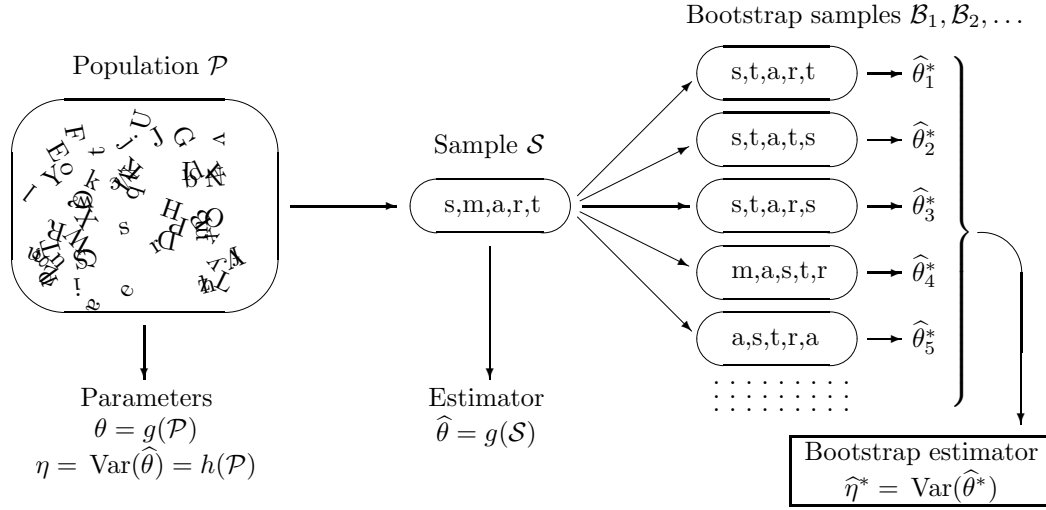 Bootstrap samples 𝓑₁, 𝓑₂, …
Population 𝒫
s,t,a,r,t
θ̂*₁
s,t,a,t,s
θ̂*₂
Sample 𝒮
s,m,a,r,t
s,t,a,r,s
θ̂*₃
m,a,s,t,r
θ̂*₄
a,s,t,r,a
θ̂*₅
Parameters
θ = g(𝒫)
η = Var(θ̂) = h(𝒫)
Estimator
θ̂ = g(𝒮)
Bootstrap estimator
η̂* = Var(θ̂*)